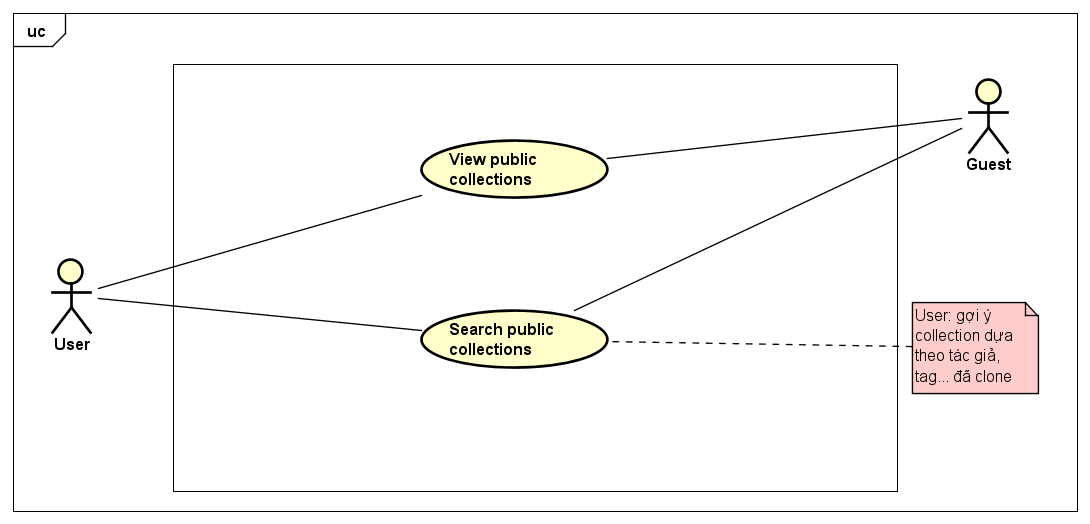 uc
View public
collections
Guest
User
Search public
collections
User: gợi ý
collection dựa
theo tác giả,
tag... đã clone